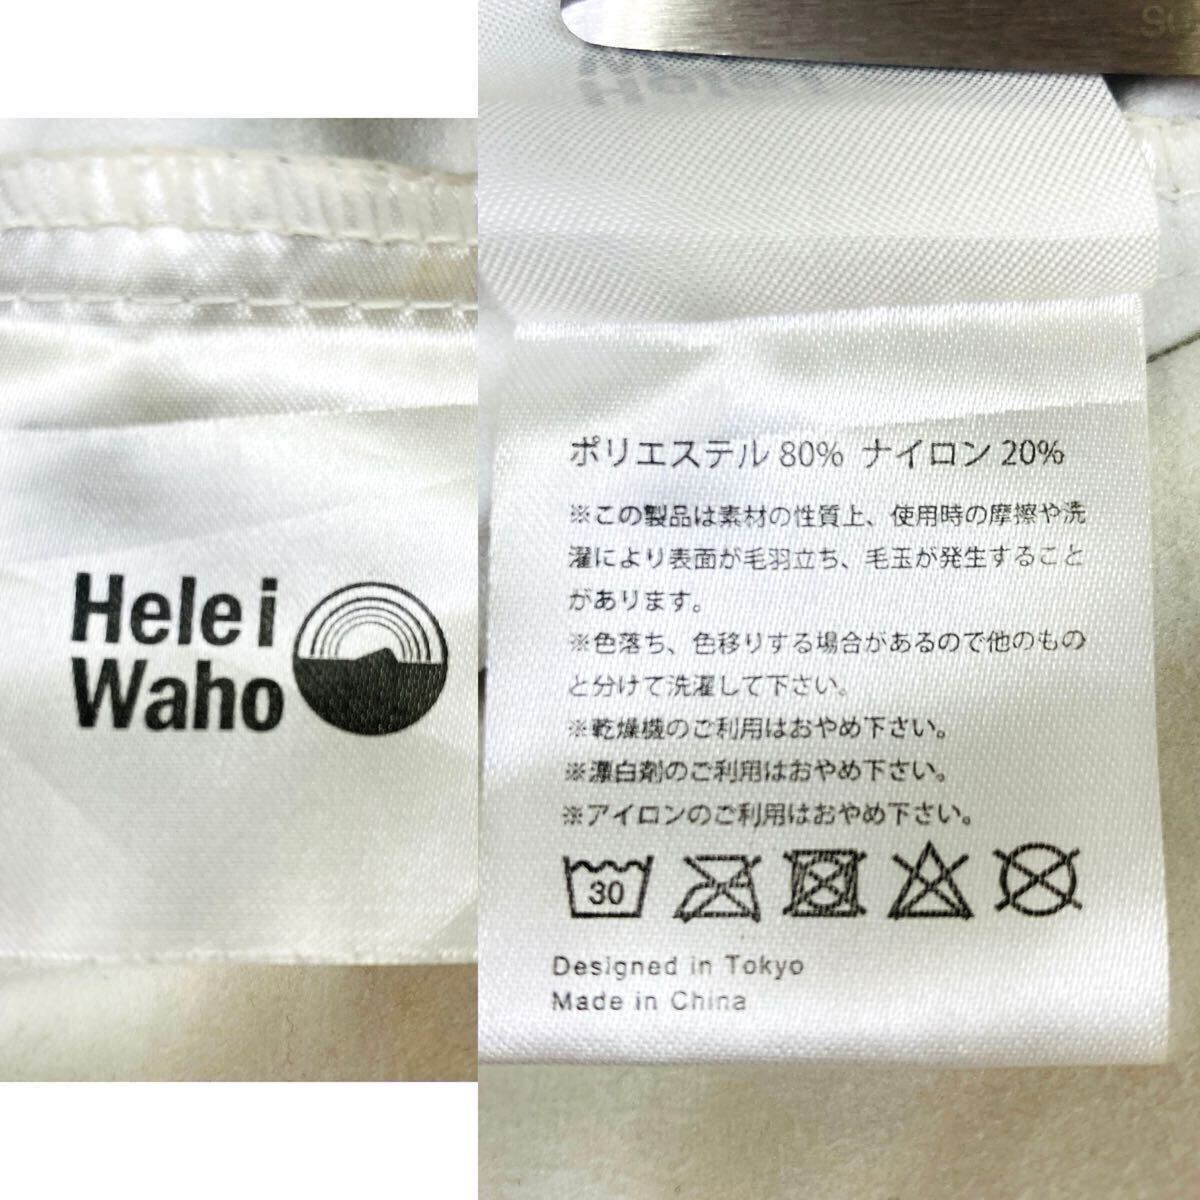 Hele i
Waho
Helei
ポリエステル 80% ナイロン 20%
※この製品は素材の性質上、使用時の摩擦や洗
濯により表面が毛羽立ち、毛玉が発生すること
があります。
※色落ち、色移りする場合があるので他のもの
と分けて洗濯して下さい。
※乾燥機のご利用はおやめ下さい。
※漂白剤のご利用はおやめ下さい。
※アイロンのご利用はおやめ下さい。
30
Designed in Tokyo
Made in China